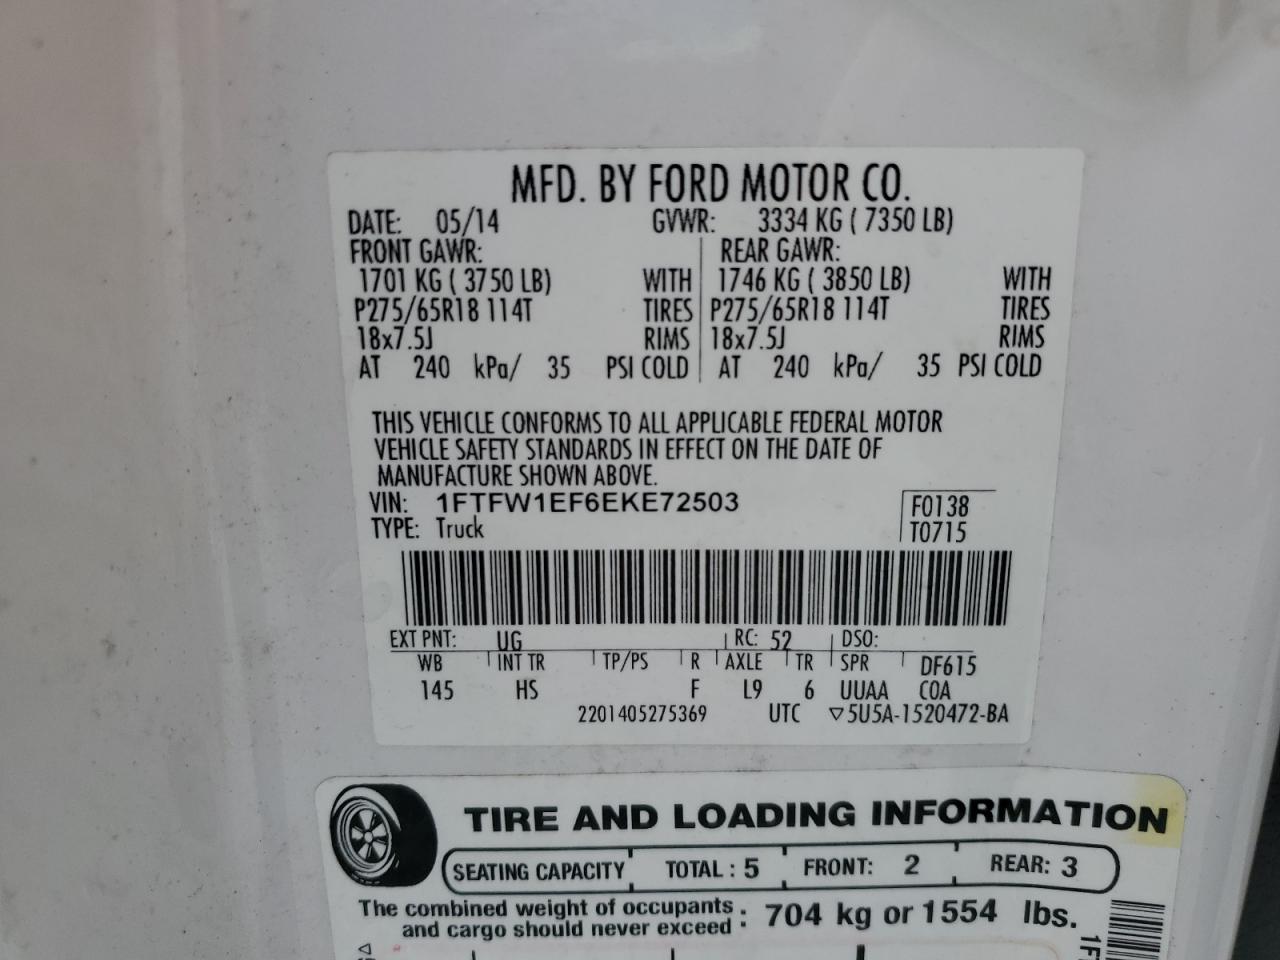 MFD. BY FORD MOTOR CO.
DATE: 05/14 GVWR: 3334 KG ( 7350 LB)
FRONT GAWR: REAR GAWR:
1701 KG ( 3750 LB) WITH 1746 KG ( 3850 LB) WITH
P275/65R18 114T TIRES P275/65R18 114T TIRES
18x7.5J RIMS 18x7.5J RIMS
AT 240 kPa/ 35 PSI COLD AT 240 kPa/ 35 PSI COLD
THIS VEHICLE CONFORMS TO ALL APPLICABLE FEDERAL MOTOR
VEHICLE SAFETY STANDARDS IN EFFECT ON THE DATE OF
MANUFACTURE SHOWN ABOVE.
VIN: 1FTFW1EF6EKE72503 F0138
TYPE: Truck T0715
EXT PNT: UG RC: 52 DSO:
WB INT TR TP/PS R AXLE TR SPR DF615
145 HS F L9 6 UUAA COA
2201405275369 UTC ▽5U5A-1520472-BA
TIRE AND LOADING INFORMATION
SEATING CAPACITY TOTAL : 5 FRONT: 2 REAR: 3
The combined weight of occupants
and cargo should never exceed : 704 kg or 1554 lbs.